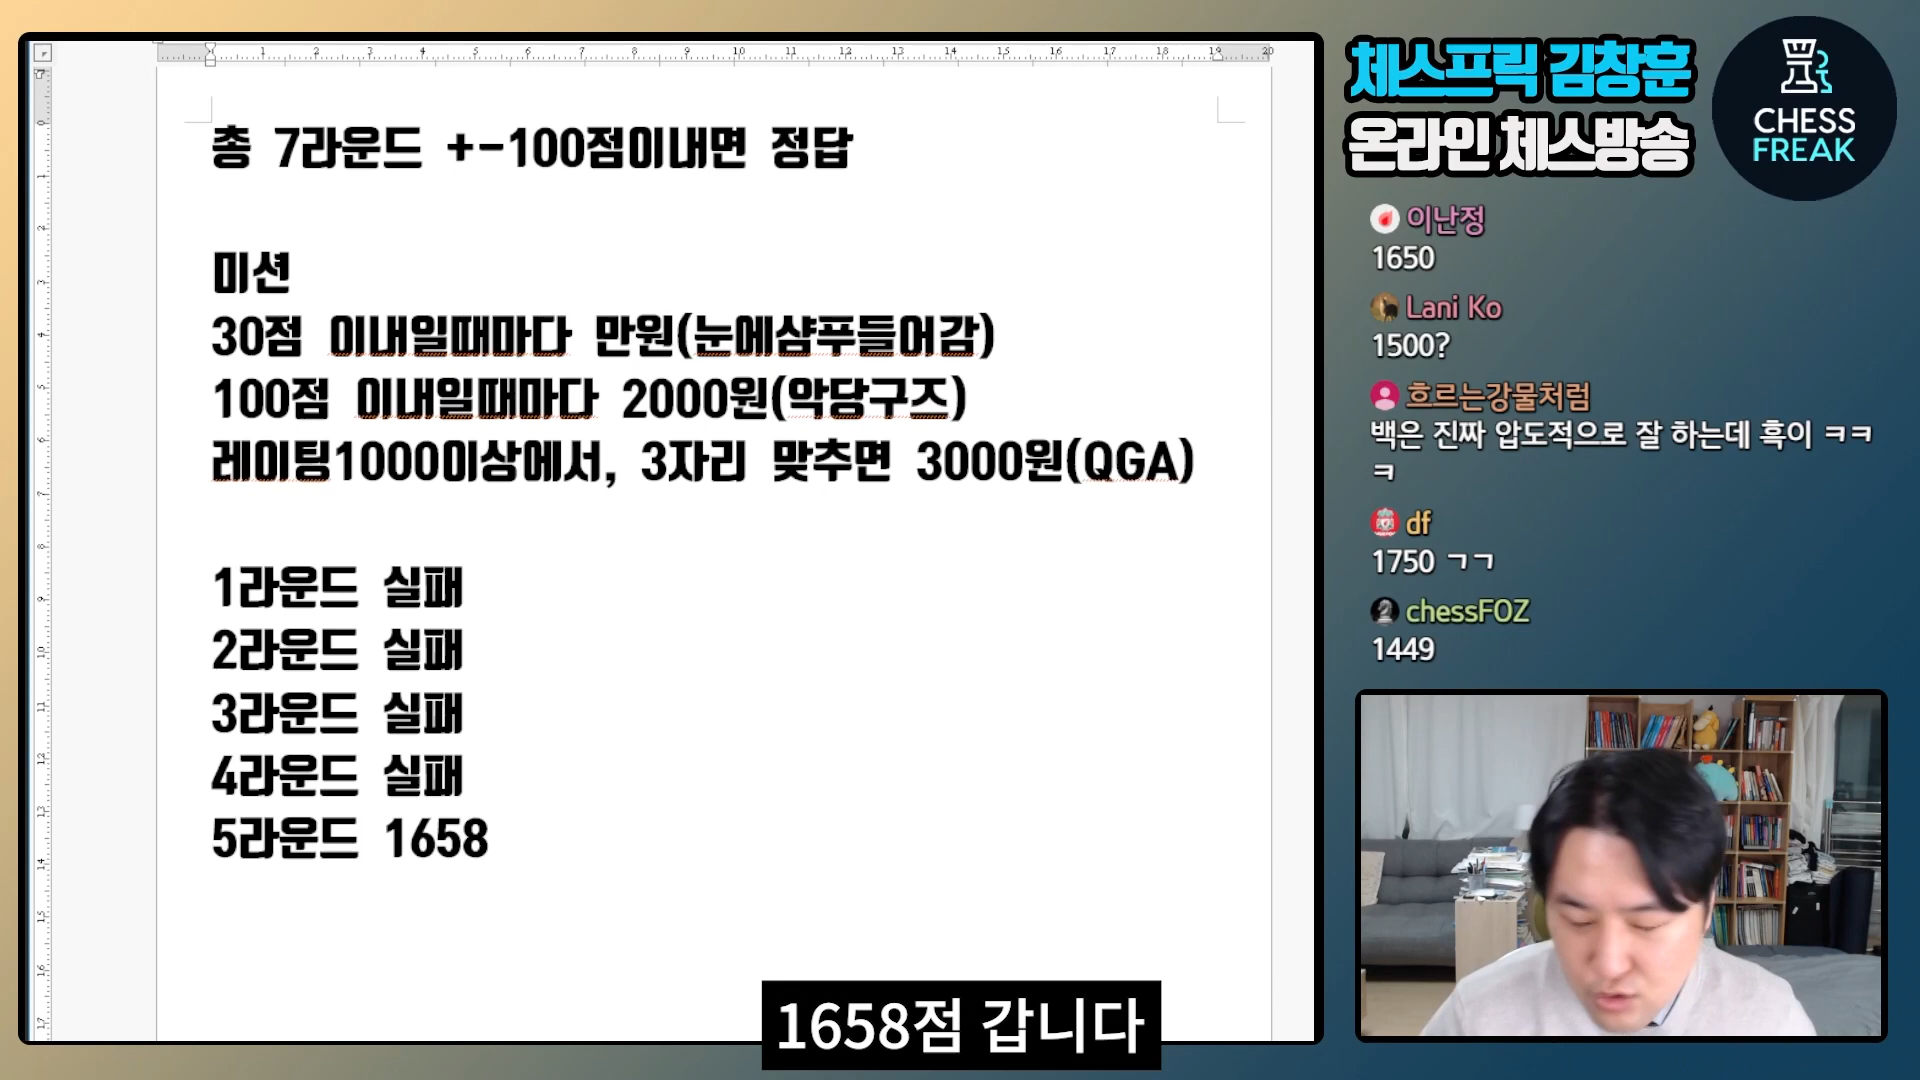 총 7라운드 +-100점이내면 정답
미션
30점 이내일때마다 만원(눈에샴푸들어감)
100점 이내일때마다 2000원(악당구즈)
레이팅1000이상에서, 3자리 맞추면 3000원(QGA)
1라운드 실패
2라운드 실패
3라운드 실패
4라운드 실패
5라운드 1658
1658점 갑니다
체스프릭 김창훈
온라인 체스방송
CHESS
FREAK
이난정
1650
Lani Ko
1500?
흐르는강물처럼
백은 진짜 압도적으로 잘 하는데 흑이 ㅋㅋ
ㅋ
df
1750 ㄱㄱ
chessFOZ
1449